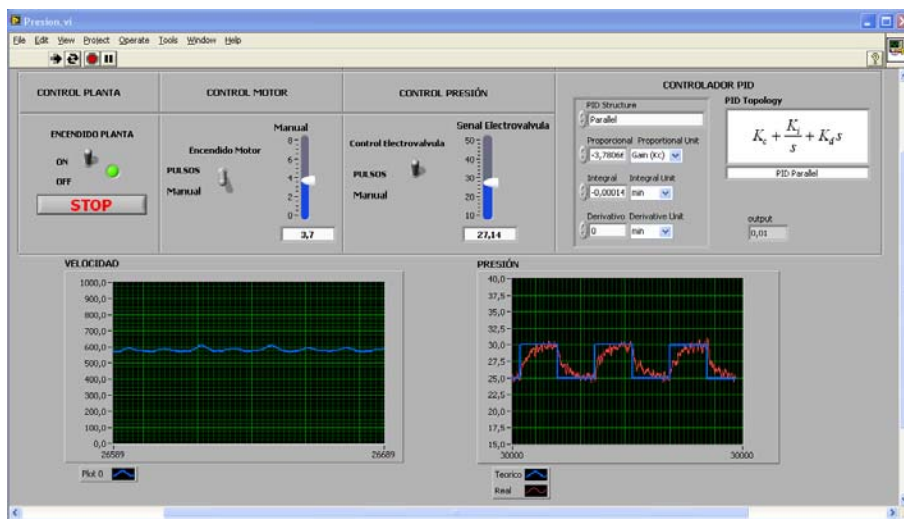 Presion.vi
File Edit View Project Operate Tools Window Help
CONTROL PLANTA
ENCENDIDO PLANTA
ON
OFF
STOP
CONTROL MOTOR
Manual
Encendido Motor
PULSOS
Manual
8-
6-
4-
2-
0-
3,7
CONTROL PRESIÓN
Senal Electrovalvula
Control Electrovalvula
PULSOS
Manual
50-
40-
30-
20-
10-
27,14
CONTROLADOR PID
PID Structure
Parallel
Proporcional Proportional Unit
-3,7806 Gain (Kc)
Integral Integral Unit
-0,00014 min
Derivativo Derivative Unit
0 min
PID Topology
K_c + K_i/s + K_d s
PID Parallel
output
0,01
VELOCIDAD
1000,0-
900,0-
800,0-
700,0-
600,0-
500,0-
400,0-
300,0-
200,0-
100,0-
0,0-
26589 26689
Plot 0
PRESIÓN
40,0-
37,5-
35,0-
32,5-
30,0-
27,5-
25,0-
22,5-
20,0-
17,5-
15,0-
30000 30000
Teorico
Real